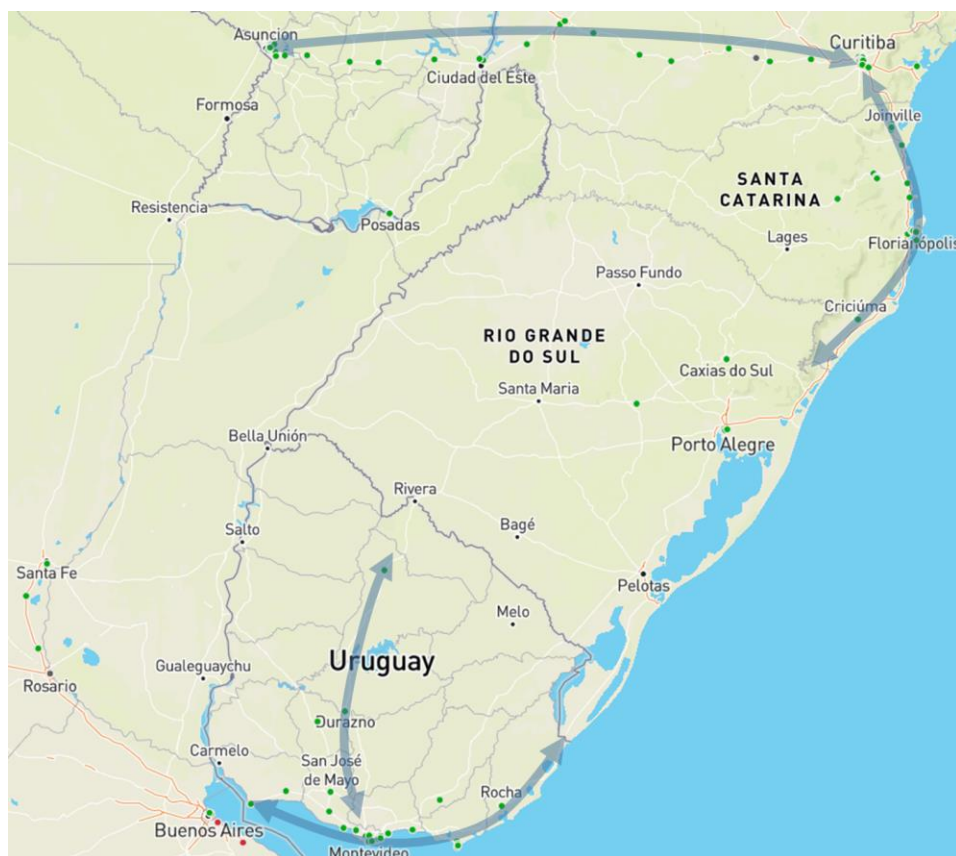 Asuncion
Curitiba
Ciudad del Este
Formosa
Joinville
SANTA
CATARINA
Resistencia
Posadas
Lages
Florianópolis
Passo Fundo
Criciúma
RIO GRANDE
DO SUL
Caxias do Sul
Santa Maria
Bella Unión
Porto Alegre
Rivera
Bagé
Salto
Santa Fe
Pelotas
Melo
Uruguay
Gualeguaychu
Rosario
Durazno
Carmelo
San José
de Mayo
Rocha
Buenos Aires
Montevideo